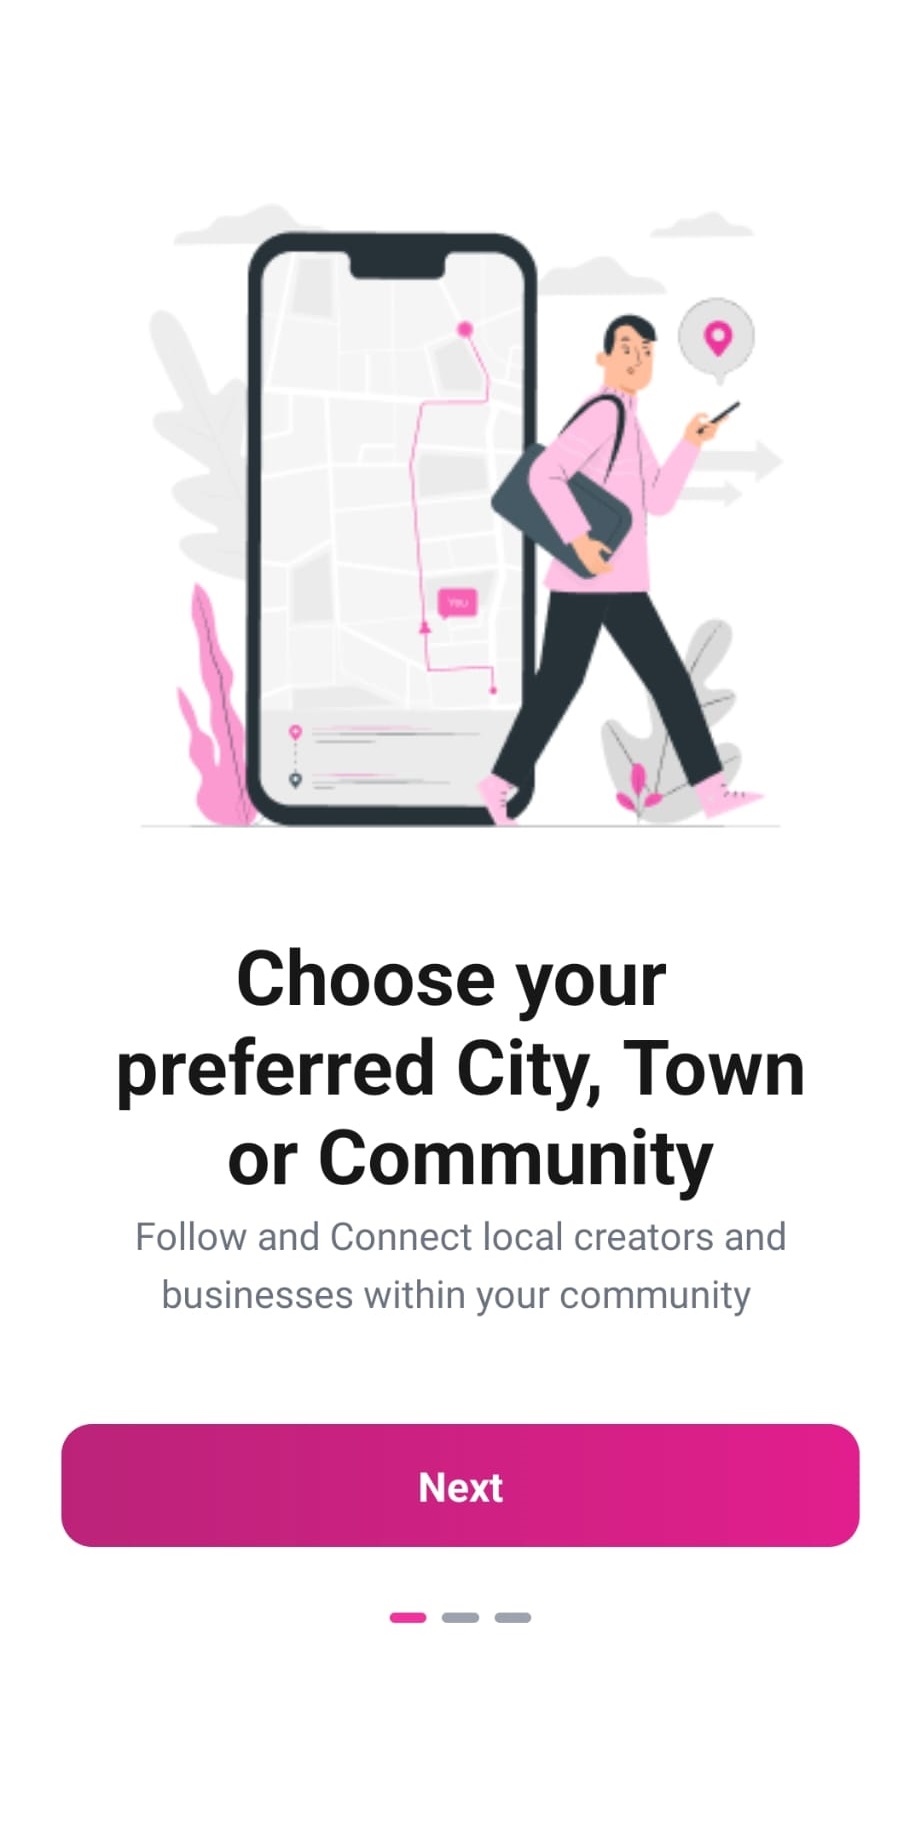 You
Choose your
preferred City, Town
or Community
Follow and Connect local creators and
businesses within your community
Next